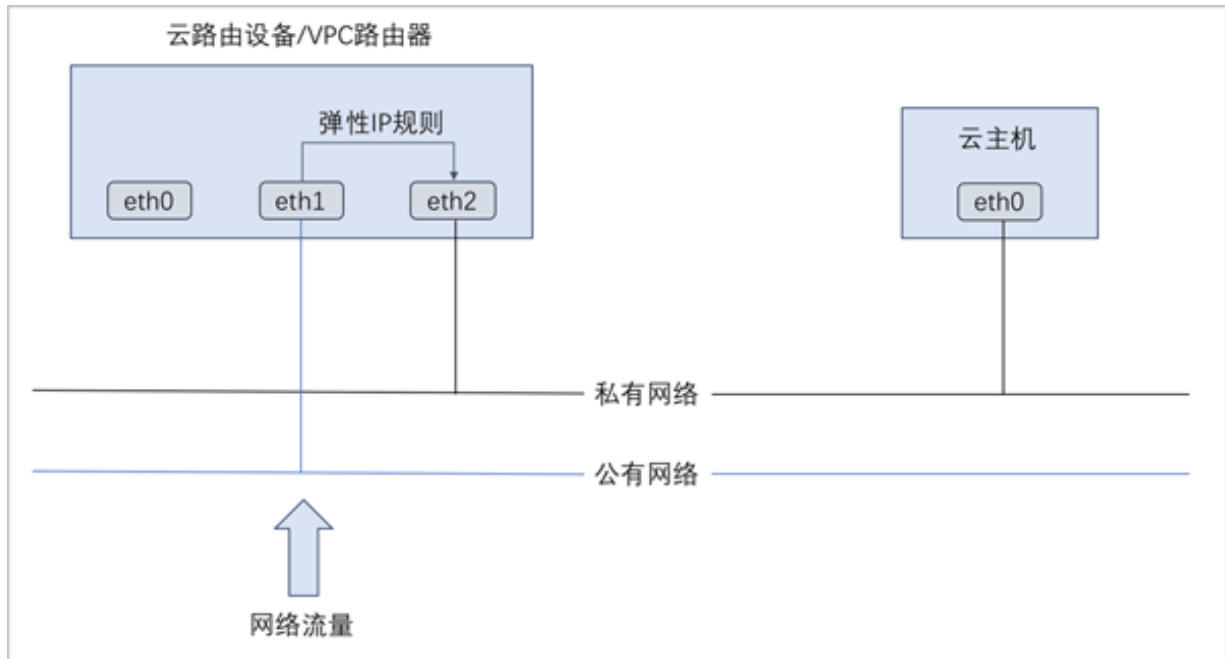 云路由设备/VPC路由器
弹性IP规则
云主机
eth0
eth1
eth2
eth0
私有网络
公有网络
网络流量